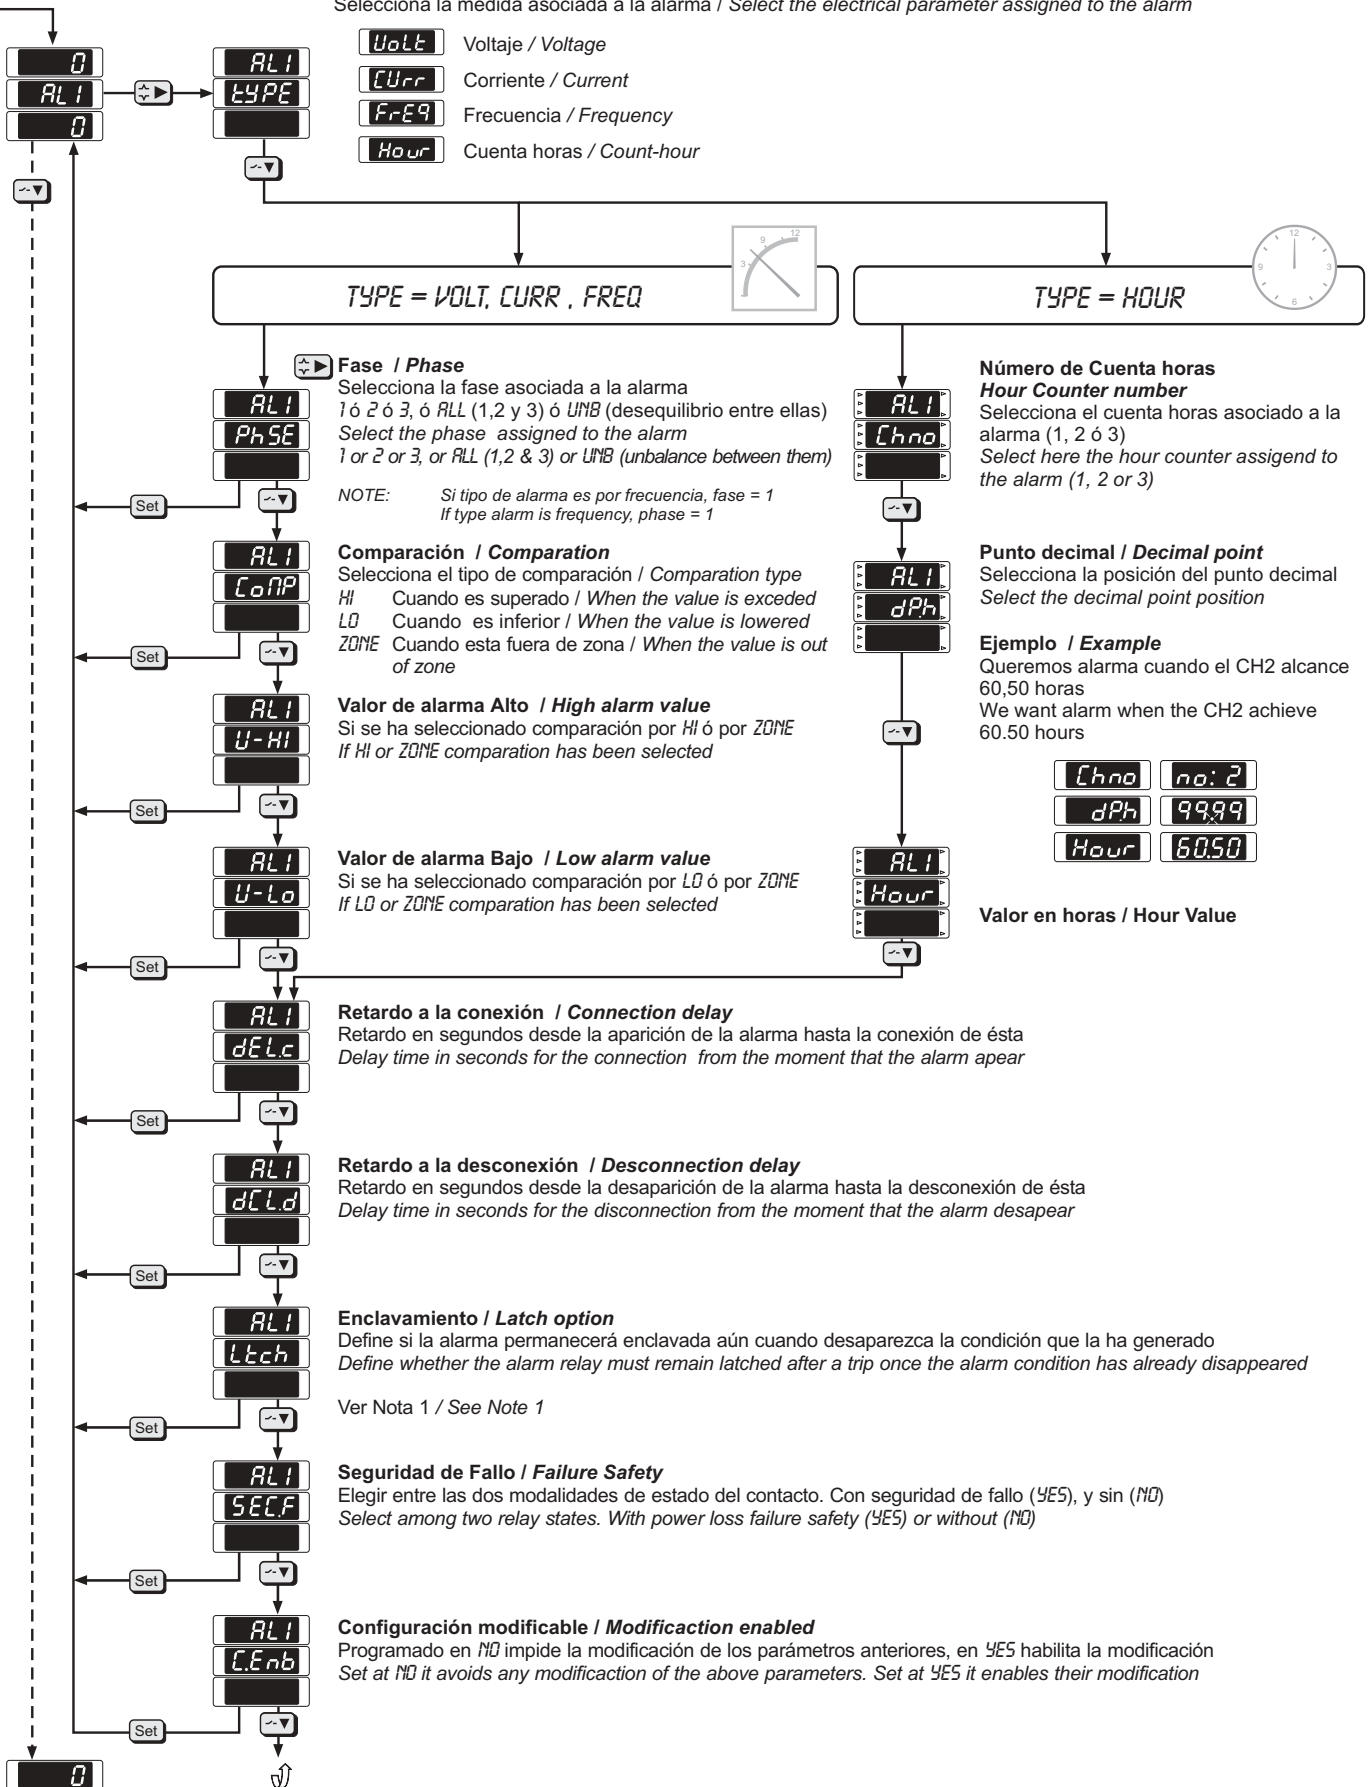 Selecciona la medida asociada a la alarma / Select the electrical parameter assigned to the alarm
0
AL1
0
AL1
tYPE
VoLt Voltaje / Voltage
CUrr Corriente / Current
FrEq Frecuencia / Frequency
Hour Cuenta horas / Count-hour
3 9 12
12
9 3
6
TYPE = VOLT, CURR , FREQ
TYPE = HOUR
AL1
PhSE
Fase / Phase
Selecciona la fase asociada a la alarma
1 ó 2 ó 3, ó ALL (1,2 y 3) ó UNB (desequilibrio entre ellas)
Select the phase assigned to the alarm
1 or 2 or 3, or ALL (1,2 & 3) or UNB (unbalance between them)
NOTE: Si tipo de alarma es por frecuencia, fase = 1
If type alarm is frequency, phase = 1
Set
AL1
CoMP
Comparación / Comparation
Selecciona el tipo de comparación / Comparation type
HI Cuando es superado / When the value is exceded
LO Cuando es inferior / When the value is lowered
ZONE Cuando esta fuera de zona / When the value is out
of zone
Set
AL1
U-HI
Valor de alarma Alto / High alarm value
Si se ha seleccionado comparación por HI ó por ZONE
If HI or ZONE comparation has been selected
Set
AL1
U-Lo
Valor de alarma Bajo / Low alarm value
Si se ha seleccionado comparación por LO ó por ZONE
If LO or ZONE comparation has been selected
Set
AL1
Chno
Número de Cuenta horas
Hour Counter number
Selecciona el cuenta horas asociado a la
alarma (1, 2 ó 3)
Select here the hour counter assigend to
the alarm (1, 2 or 3)
AL1
dP.h
Punto decimal / Decimal point
Selecciona la posición del punto decimal
Select the decimal point position
Ejemplo / Example
Queremos alarma cuando el CH2 alcance
60,50 horas
We want alarm when the CH2 achieve
60.50 hours
Chno no: 2
dP.h 99.99
Hour 60.50
AL1
Hour
Valor en horas / Hour Value
AL1
dEL.c
Retardo a la conexión / Connection delay
Retardo en segundos desde la aparición de la alarma hasta la conexión de ésta
Delay time in seconds for the connection from the moment that the alarm apear
Set
AL1
dCL.d
Retardo a la desconexión / Desconnection delay
Retardo en segundos desde la desaparición de la alarma hasta la desconexión de ésta
Delay time in seconds for the disconnection from the moment that the alarm desapear
Set
AL1
Ltch
Enclavamiento / Latch option
Define si la alarma permanecerá enclavada aún cuando desaparezca la condición que la ha generado
Define whether the alarm relay must remain latched after a trip once the alarm condition has already disappeared
Ver Nota 1 / See Note 1
Set
AL1
SEC.F
Seguridad de Fallo / Failure Safety
Elegir entre las dos modalidades de estado del contacto. Con seguridad de fallo (YES), y sin (NO)
Select among two relay states. With power loss failure safety (YES) or without (NO)
Set
AL1
C.Enb
Configuración modificable / Modificaction enabled
Programado en NO impide la modificación de los parámetros anteriores, en YES habilita la modificación
Set at NO it avoids any modificaction of the above parameters. Set at YES it enables their modification
Set
0